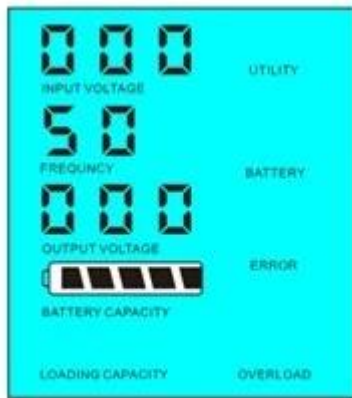 000
INPUT VOLTAGE
UTILITY
50
FREQUNCY
BATTERY
000
OUTPUT VOLTAGE
ERROR
BATTERY CAPACITY
LOADING CAPACITY
OVERLOAD